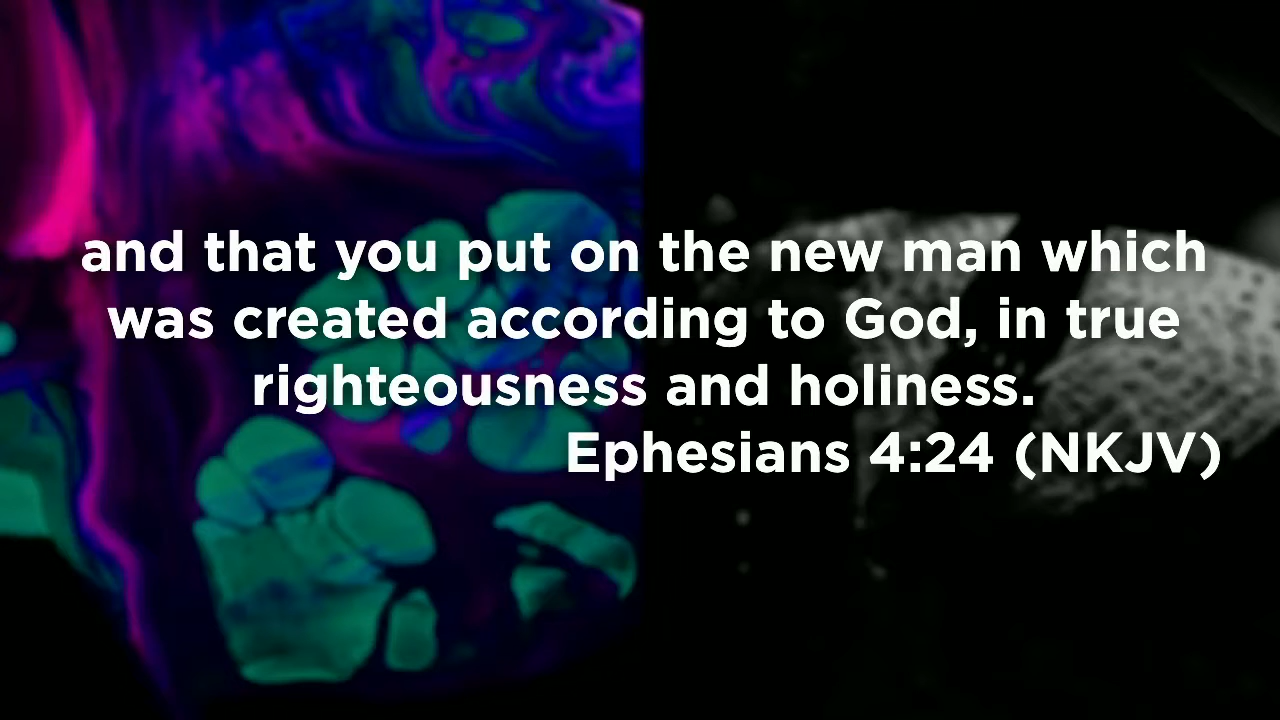 and that you put on the new man which
was created according to God, in true
righteousness and holiness.
Ephesians 4:24 (NKJV)